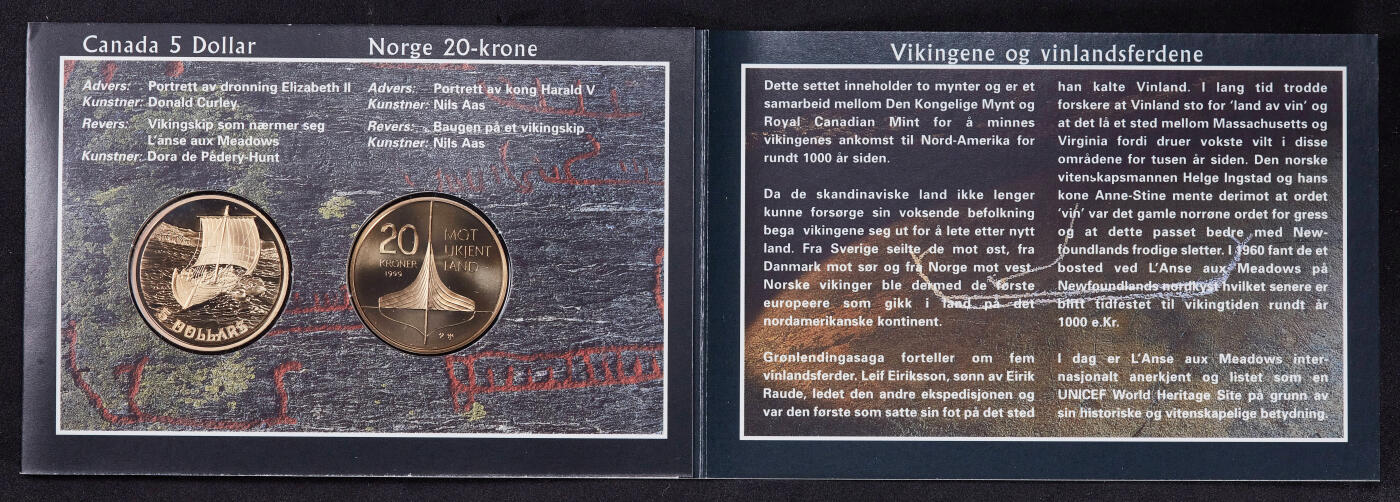 Canada 5 Dollar
Advers: Portrett av dronning Elizabeth II
Kunstner: Donald Curley
Revers: Vikingskip som nærmer seg
L'anse aux Meadows
Kunstner: Dora de Pédery-Hunt
Norge 20-krone
Advers: Portrett av kong Harald V
Kunstner: Nils Aas
Revers: Baugen på et vikingskip
Kunstner: Nils Aas
5 DOLLARS
20
KRONER
1999
MOT
UKJENT
LAND
Vikingene og vinlandsferdene
Dette settet inneholder to mynter og er et
samarbeid mellom Den Kongelige Mynt og
Royal Canadian Mint for å minnes
vikingenes ankomst til Nord-Amerika for
rundt 1000 år siden.
Da de skandinaviske land ikke lenger
kunne forsørge sin voksende befolkning
bega vikingene seg ut for å lete etter nytt
land. Fra Sverige seilte de mot øst, fra
Danmark mot sør og fra Norge mot vest.
Norske vikinger ble dermed de første
europeere som gikk i land på det
nordamerikanske kontinent.
Grønlendingasaga forteller om fem
vinlandsferder. Leif Eiriksson, sønn av Eirik
Raude, ledet den andre ekspedisjonen og
var den første som satte sin fot på det sted
han kalte Vinland. I lang tid trodde
forskere at Vinland sto for 'land av vin' og
at det lå et sted mellom Massachusetts og
Virginia fordi druer vokste vilt i disse
områdene for tusen år siden. Den norske
vitenskapsmannen Helge Ingstad og hans
kone Anne-Stine mente derimot at ordet
'vin' var det gamle norrøne ordet for gress
og at dette passet bedre med New-
foundlands frodige sletter. I 1960 fant de et
bosted ved L'Anse aux Meadows på
Newfoundlands nordkyst hvilket senere er
blitt tidfestet til vikingtiden rundt år
1000 e.Kr.
I dag er L'Anse aux Meadows inter-
nasjonalt anerkjent og listet som en
UNICEF World Heritage Site på grunn av
sin historiske og vitenskapelige betydning.